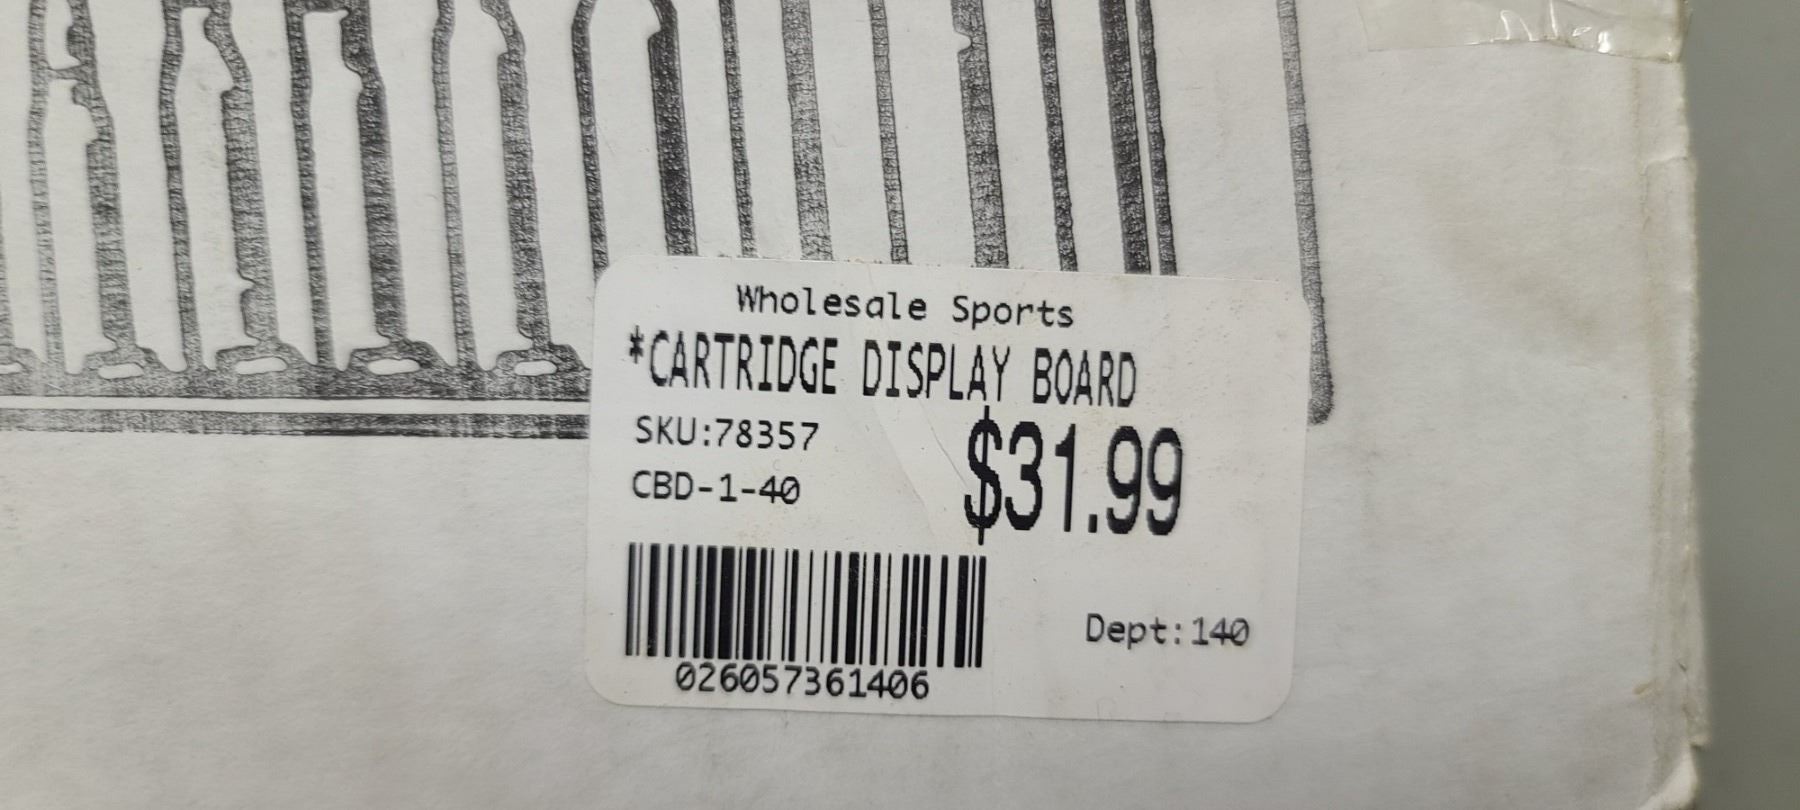 Wholesale Sports
*CARTRIDGE DISPLAY BOARD
SKU:78357
$31.99
CBD-1-40
Dept:140
026057361406